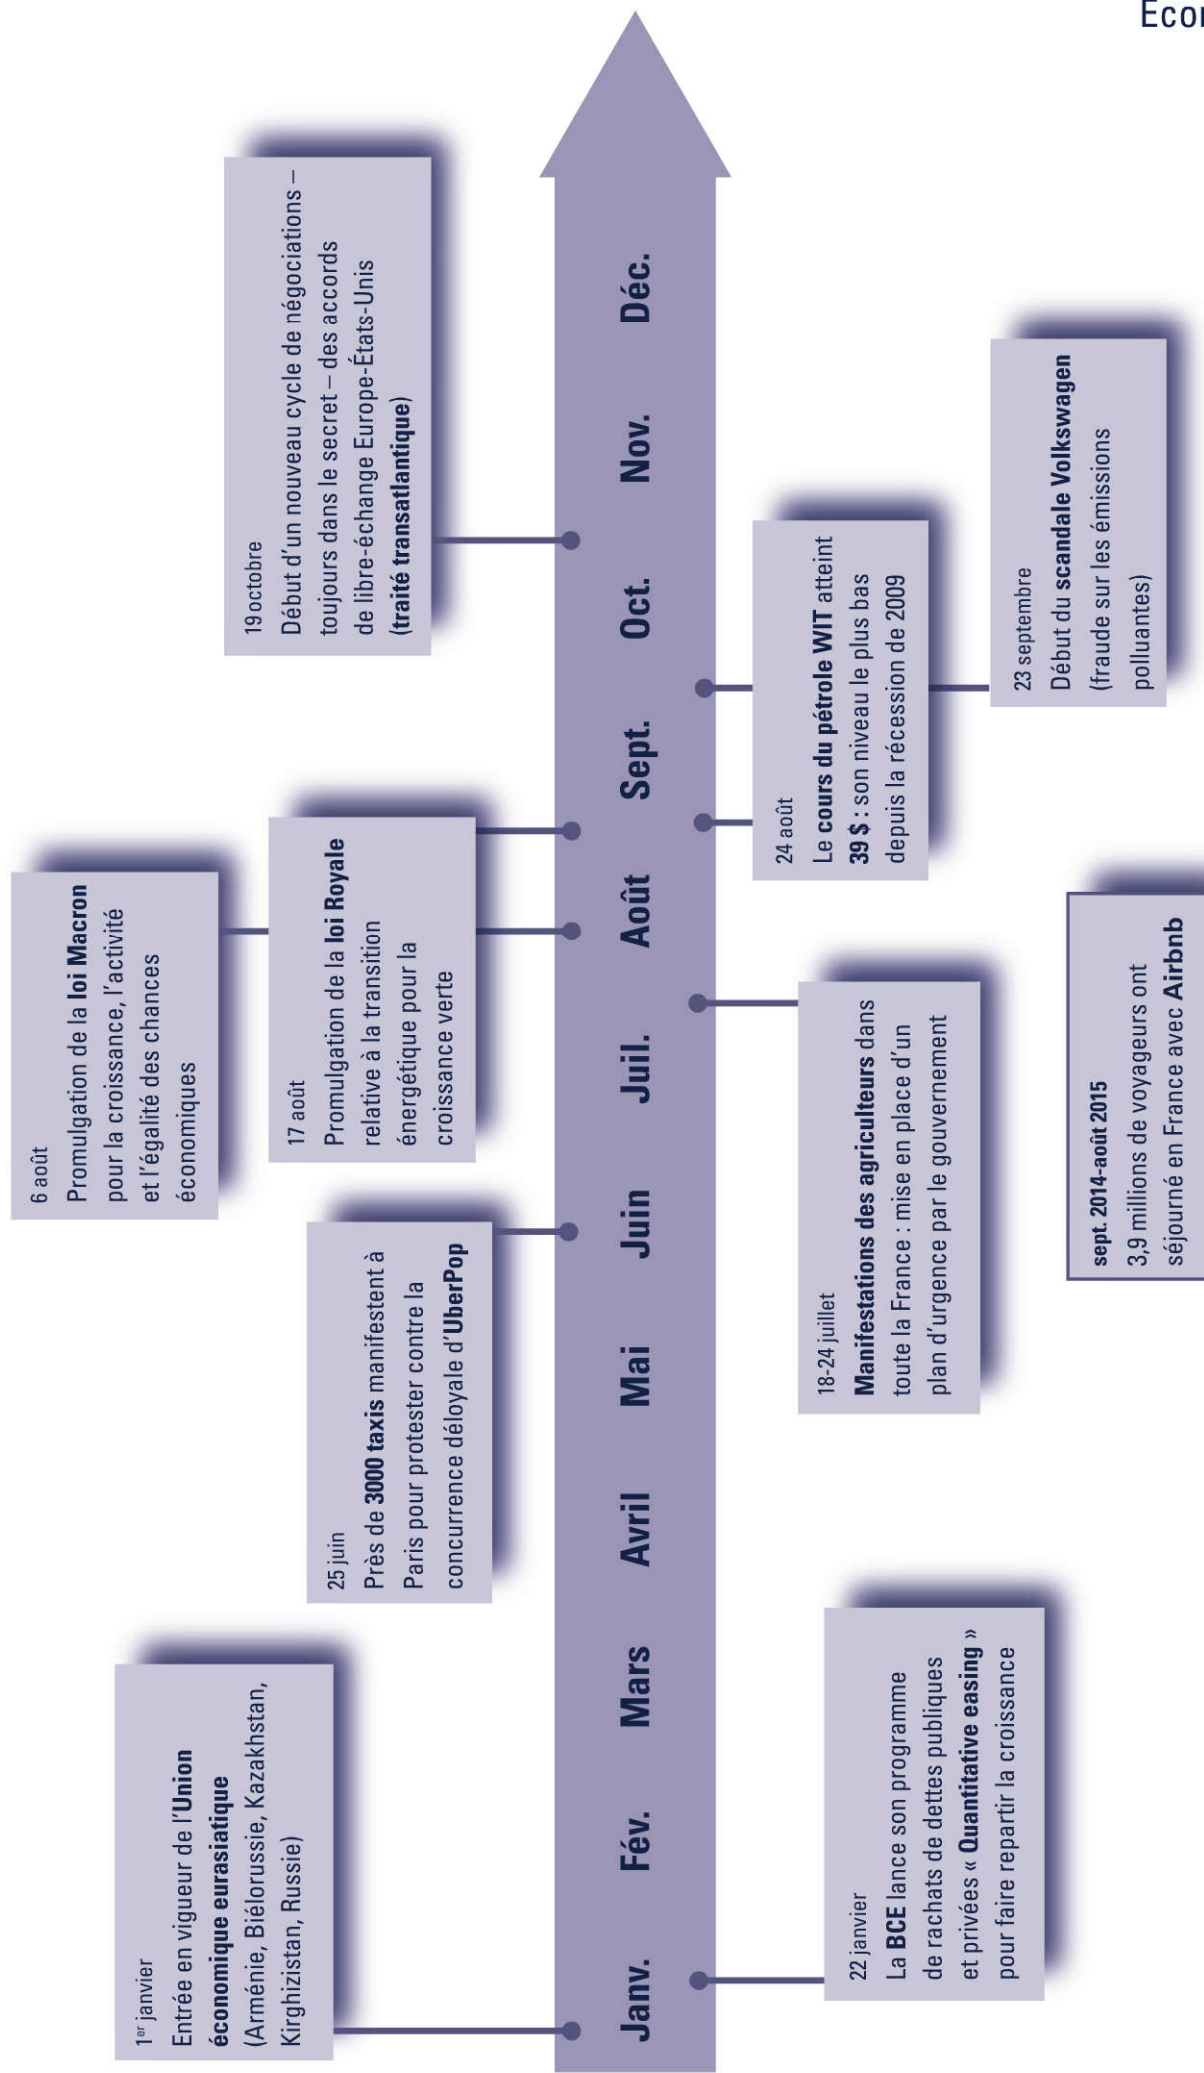 Econ
1er janvier
Entrée en vigueur de l'Union
économique eurasiatique
(Arménie, Biélorussie, Kazakhstan,
Kirghizistan, Russie)
25 juin
Près de 3000 taxis manifestent à
Paris pour protester contre la
concurrence déloyale d'UberPop
6 août
Promulgation de la loi Macron
pour la croissance, l'activité
et l'égalité des chances
économiques
17 août
Promulgation de la loi Royale
relative à la transition
énergétique pour la
croissance verte
19 octobre
Début d'un nouveau cycle de négociations –
toujours dans le secret – des accords
de libre-échange Europe-États-Unis
(traité transatlantique)
Janv. Fév. Mars Avril Mai Juin Juil. Août Sept. Oct. Nov. Déc.
22 janvier
La BCE lance son programme
de rachats de dettes publiques
et privées « Quantitative easing »
pour faire repartir la croissance
18-24 juillet
Manifestations des agriculteurs dans
toute la France : mise en place d'un
plan d'urgence par le gouvernement
24 août
Le cours du pétrole WIT atteint
39 $ : son niveau le plus bas
depuis la récession de 2009
23 septembre
Début du scandale Volkswagen
(fraude sur les émissions
polluantes)
sept. 2014-août 2015
3,9 millions de voyageurs ont
séjourné en France avec Airbnb